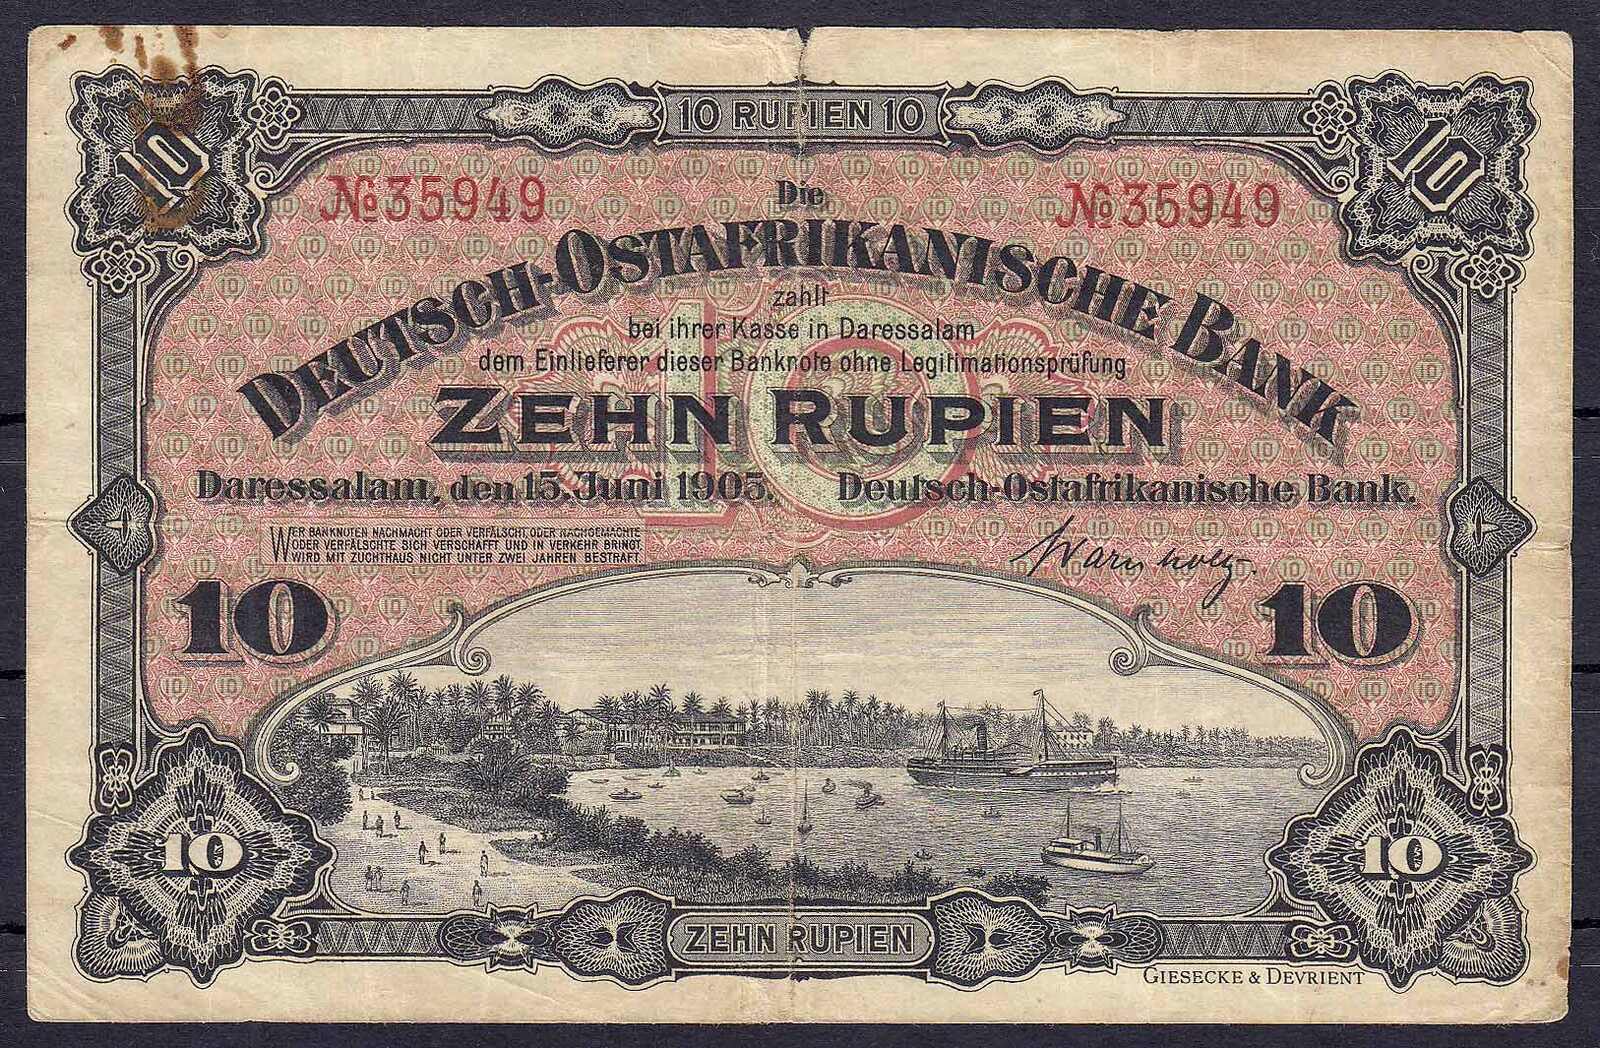 10 RUPIEN 10
10
10
№35949
№35949
Die
DEUTSCH-OSTAFRIKANISCHE BANK
zahlt
bei ihrer Kasse in Daressalam
dem Einlieferer dieser Banknote ohne Legitimationsprüfung
ZEHN RUPIEN
Daressalam, den 15. Juni 1905. Deutsch-Ostafrikanische Bank.
WER BANKNOTEN NACHMACHT ODER VERFÄLSCHT, ODER NACHGEMACHTE
ODER VERFÄLSCHTE SICH VERSCHAFFT UND IN VERKEHR BRINGT,
WIRD MIT ZUCHTHAUS NICHT UNTER ZWEI JAHREN BESTRAFT.
Warnholtz.
10
10
10
10
ZEHN RUPIEN
GIESECKE & DEVRIENT